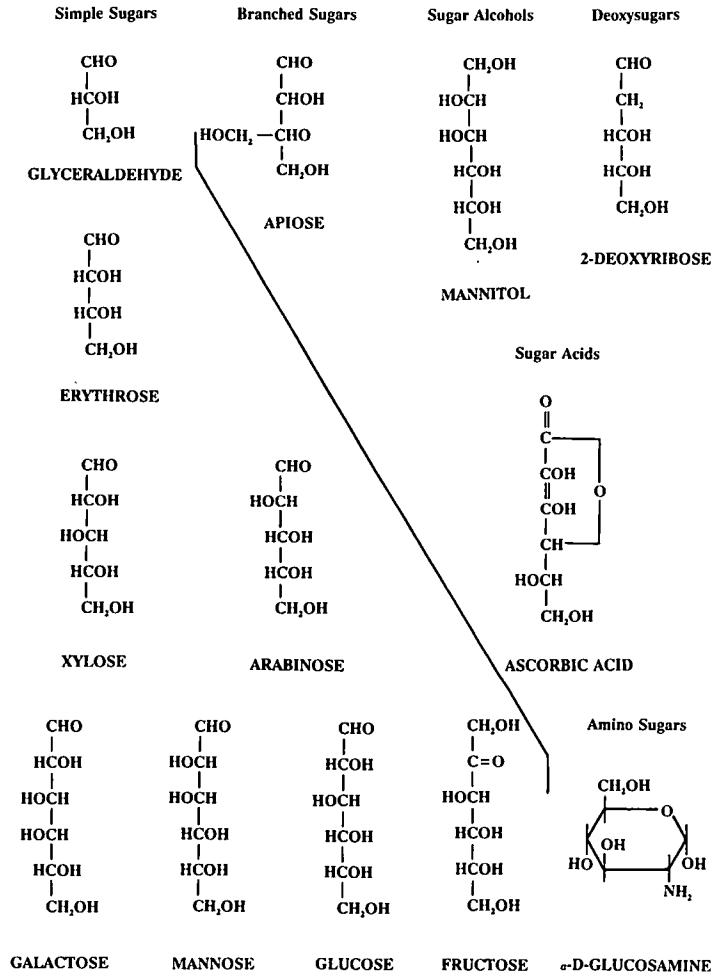 Simple Sugars
Branched Sugars
Sugar Alcohols
Deoxysugars
CHO
HCOH
CH₂OH
GLYCERALDEHYDE
CHO
CHOH
HOCH₂—CHO
CH₂OH
APIOSE
CH₂OH
HOCH
HOCH
HCOH
HCOH
CH₂OH
MANNITOL
CHO
CH₂
HCOH
HCOH
CH₂OH
2-DEOXYRIBOSE
CHO
HCOH
HCOH
CH₂OH
ERYTHROSE
Sugar Acids
O
C
COH
COH
O
CH
HOCH
CH₂OH
ASCORBIC ACID
CHO
HCOH
HOCH
HCOH
CH₂OH
XYLOSE
CHO
HOCH
HCOH
HCOH
CH₂OH
ARABINOSE
CHO
HCOH
HOCH
HOCH
HCOH
CH₂OH
GALACTOSE
CHO
HOCH
HOCH
HCOH
HCOH
CH₂OH
MANNOSE
CHO
HCOH
HOCH
HCOH
HCOH
CH₂OH
GLUCOSE
CH₂OH
C=O
HOCH
HCOH
HCOH
CH₂OH
FRUCTOSE
Amino Sugars
CH₂OH
O
OH
HO
OH
NH₂
α-D-GLUCOSAMINE